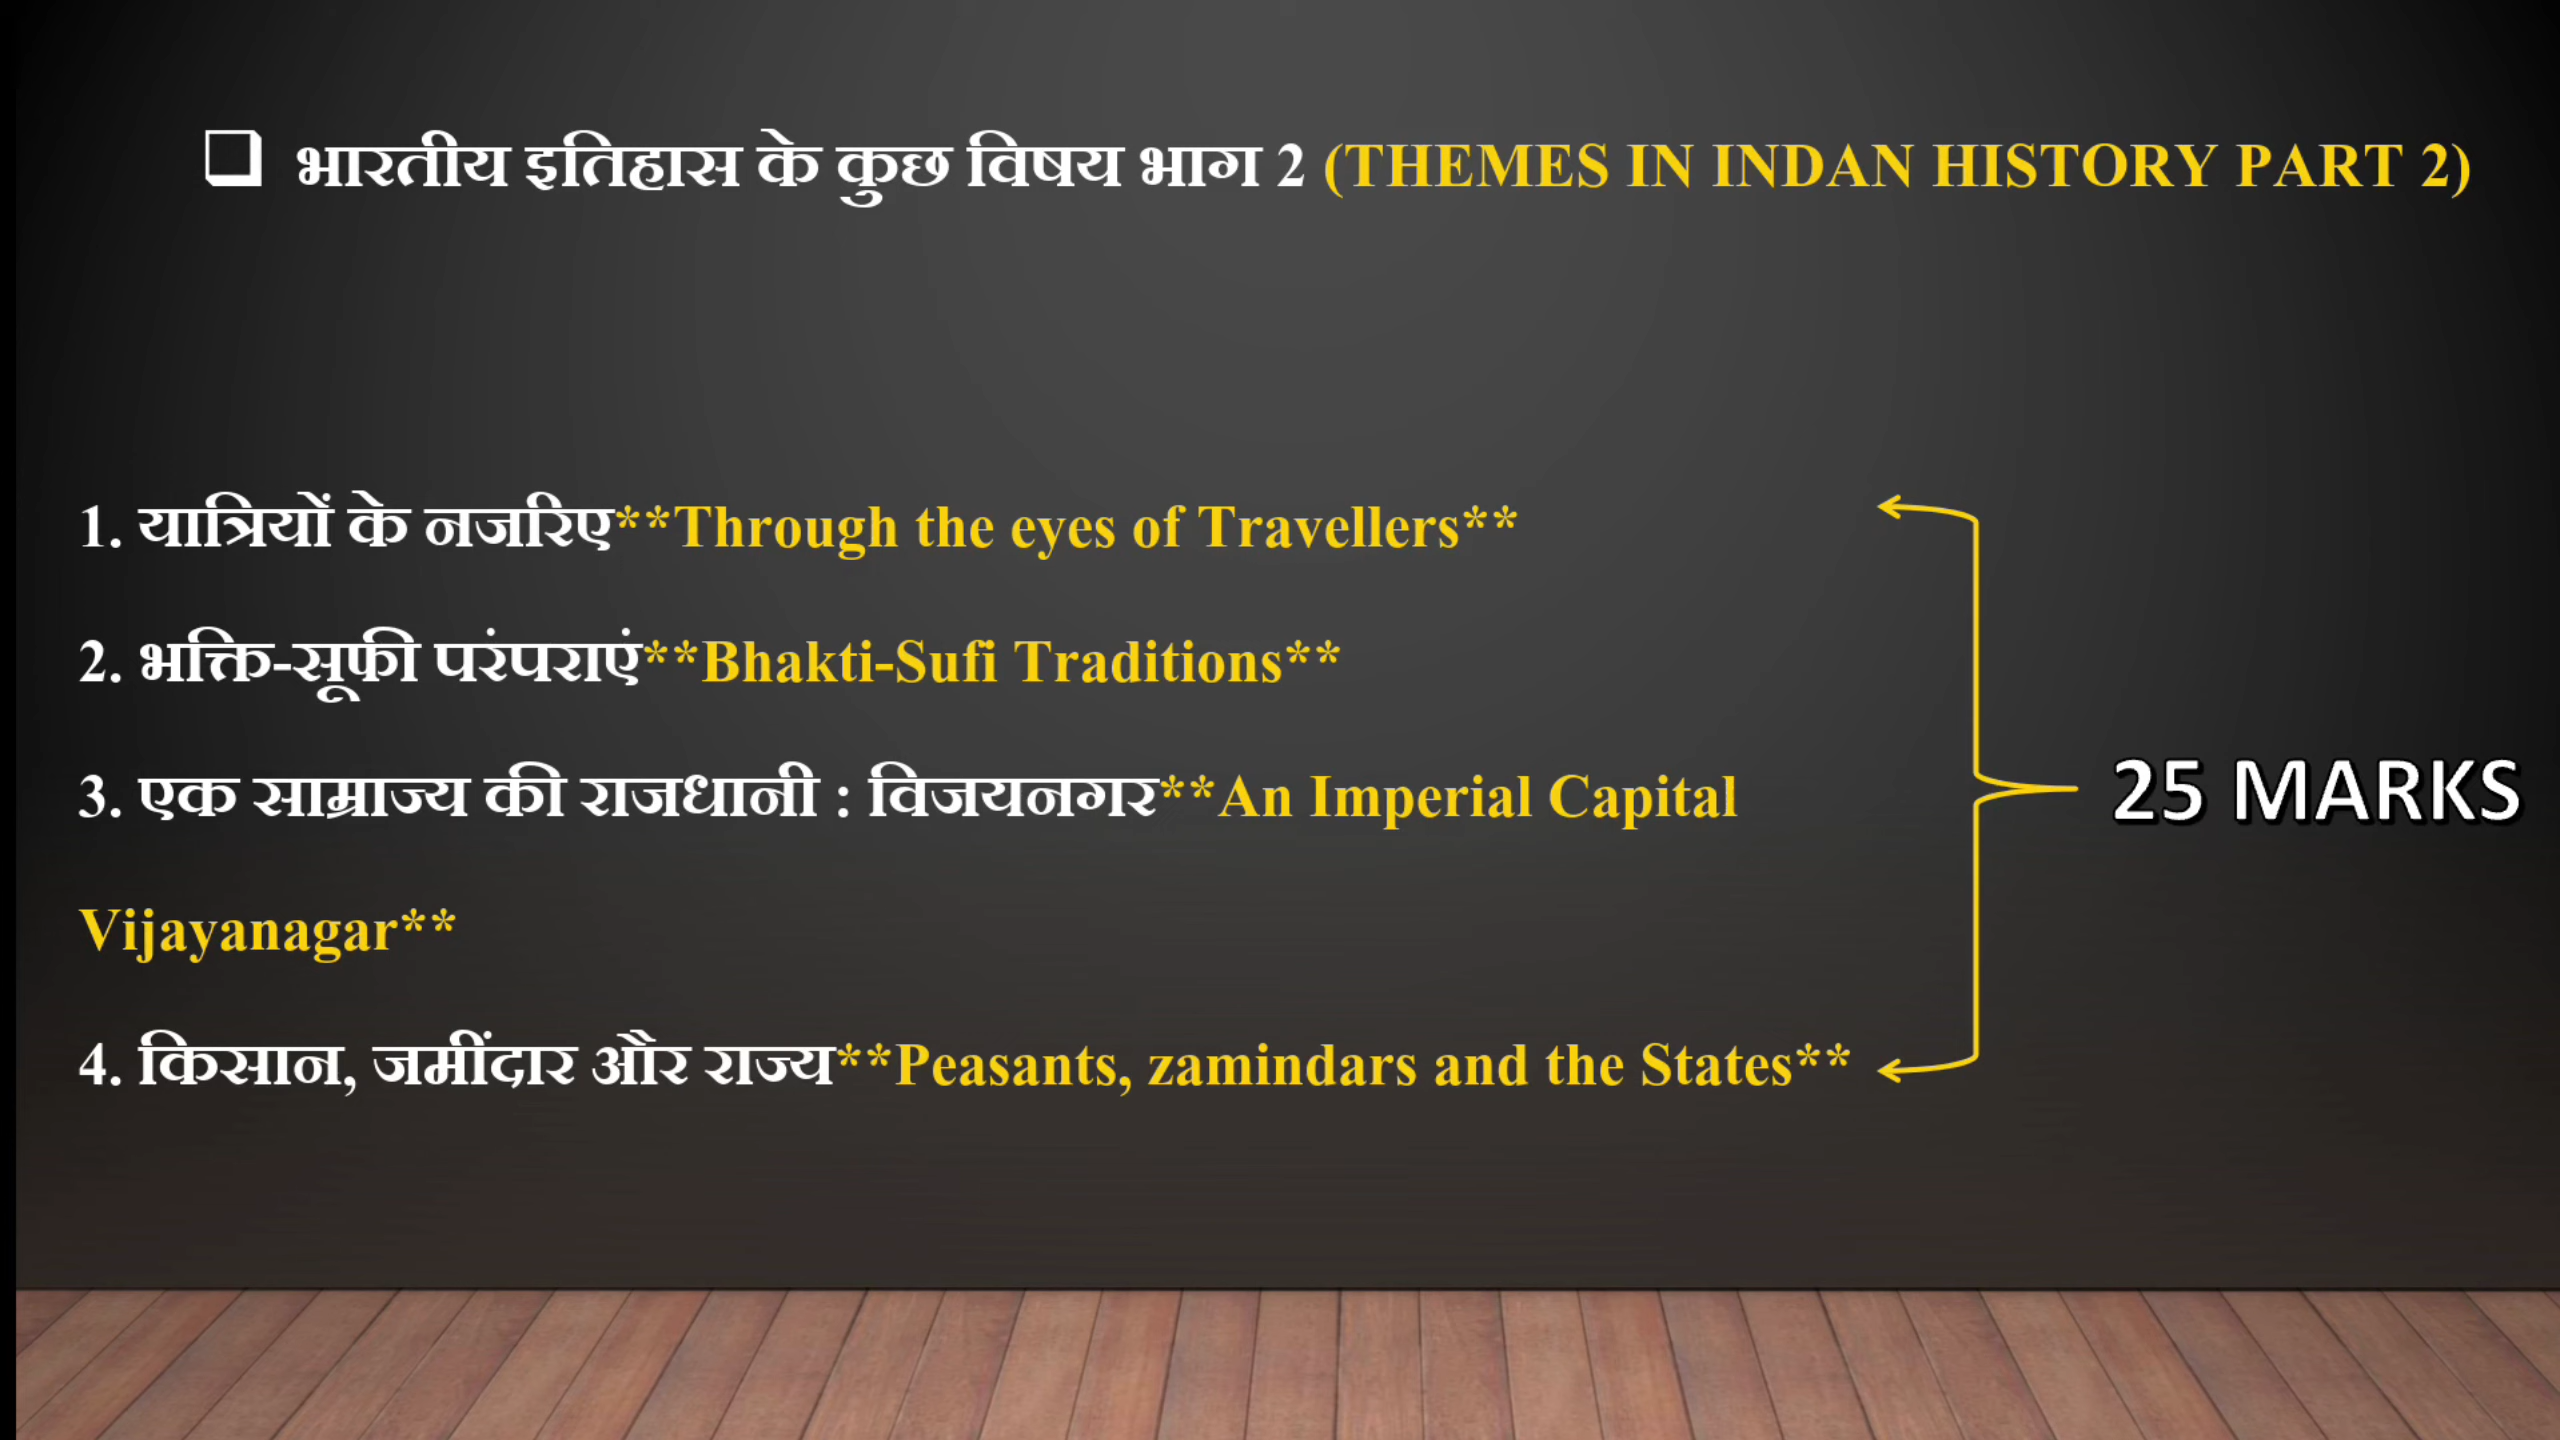 भारतीय इतिहास के कुछ विषय भाग 2 (THEMES IN INDAN HISTORY PART 2)
1. यात्रियों के नजरिए**Through the eyes of Travellers**
2. भक्ति-सूफी परंपराएं**Bhakti-Sufi Traditions**
3. एक साम्राज्य की राजधानी : विजयनगर**An Imperial Capital
Vijayanagar**
4. किसान, जमींदार और राज्य**Peasants, zamindars and the States**
25 MARKS